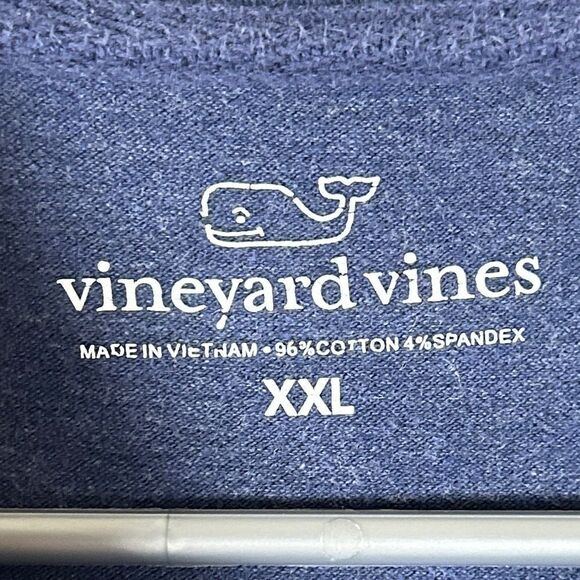 vineyard vines
MADE IN VIETNAM • 96%COTTON 4%SPANDEX
XXL